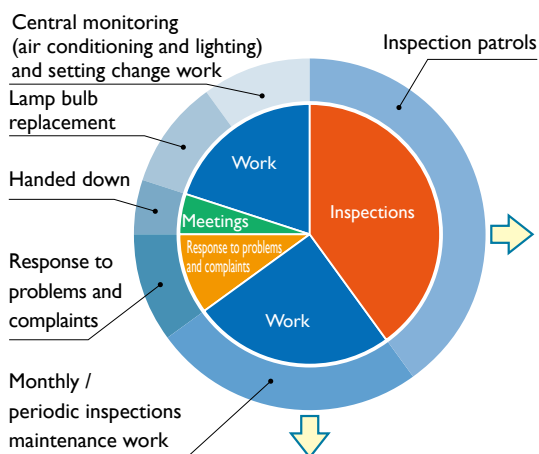 Central monitoring
(air conditioning and lighting)
and setting change work
Inspection patrols
Lamp bulb
replacement
Handed down
Response to
problems and
complaints
Monthly /
periodic inspections
maintenance work
Work
Inspections
Meetings
Response to problems
and complaints
Work